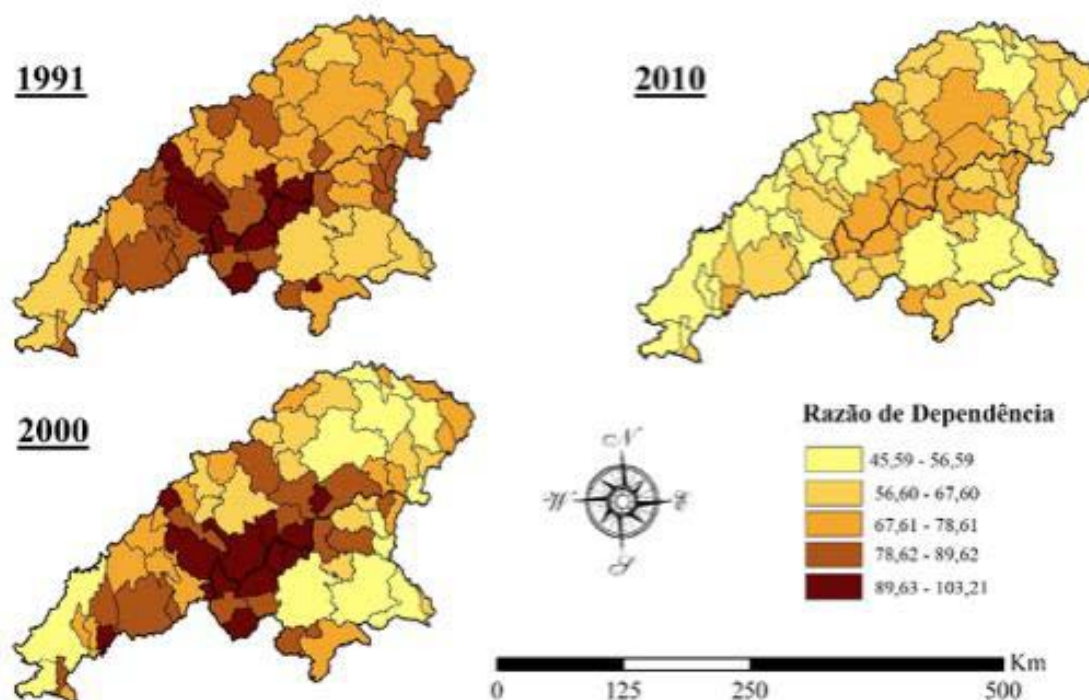 1991
2010
2000
N
W
E
S
Razão de Dependência
45,59 - 56,59
56,60 - 67,60
67,61 - 78,61
78,62 - 89,62
89,63 - 103,21
Km
0 125 250 500